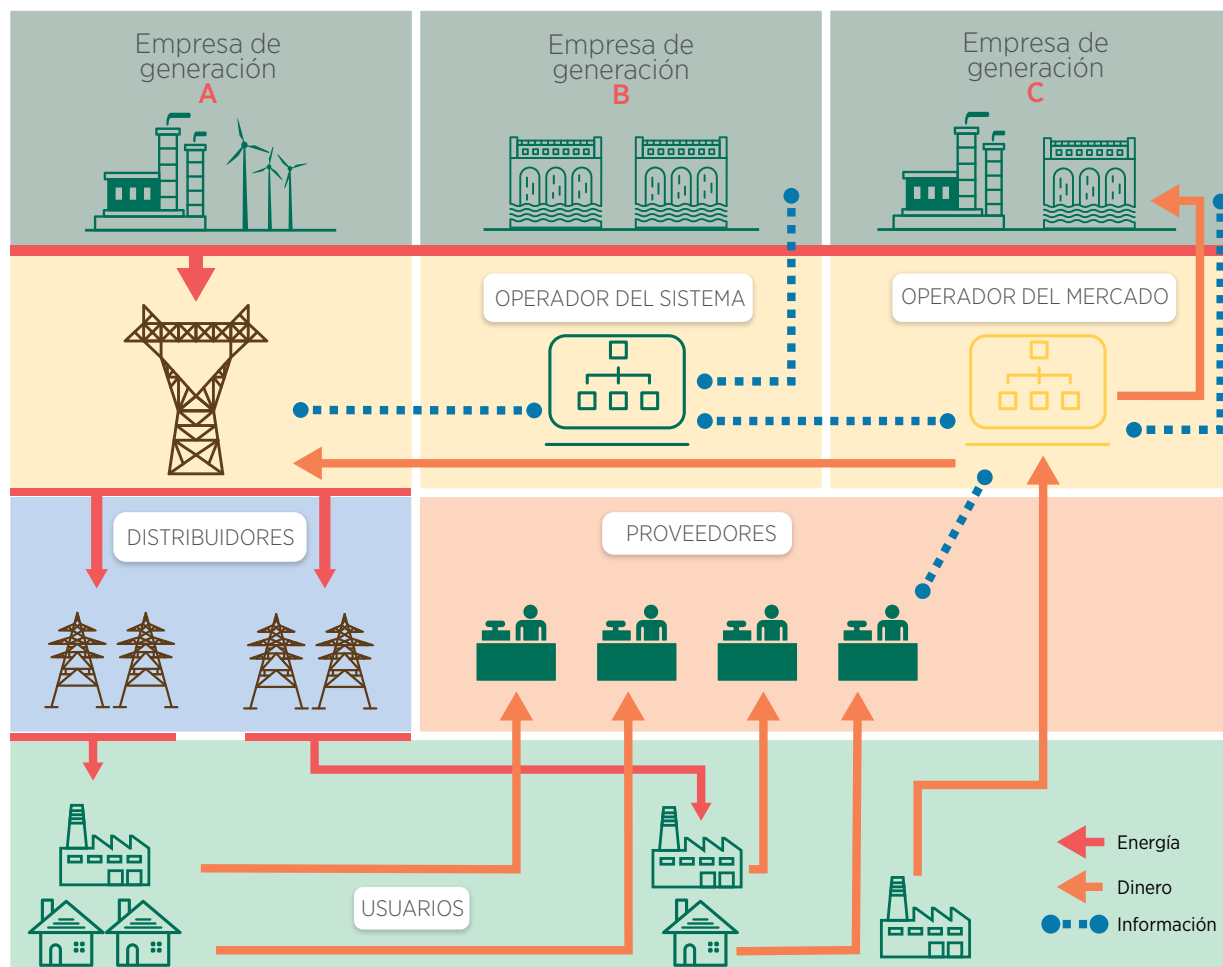 Empresa de
generación
A
Empresa de
generación
B
Empresa de
generación
C
OPERADOR DEL SISTEMA
OPERADOR DEL MERCADO
DISTRIBUIDORES
PROVEEDORES
USUARIOS
Energía
Dinero
Información